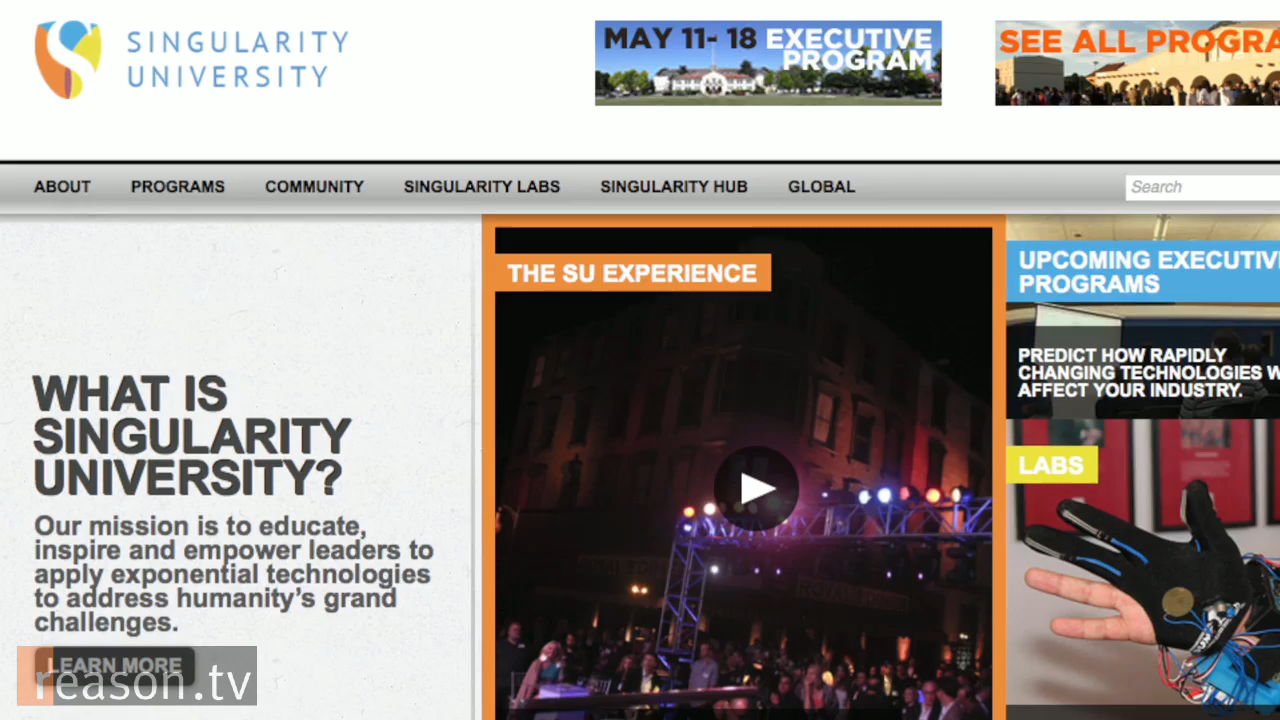 SINGULARITY
UNIVERSITY
MAY 11- 18 EXECUTIVE
PROGRAM
SEE ALL PROGRA
ABOUT
PROGRAMS
COMMUNITY
SINGULARITY LABS
SINGULARITY HUB
GLOBAL
Search
WHAT IS
SINGULARITY
UNIVERSITY?
Our mission is to educate,
inspire and empower leaders to
apply exponential technologies
to address humanity's grand
challenges.
LEARN MORE
reason.tv
THE SU EXPERIENCE
UPCOMING EXECUTIV
PROGRAMS
PREDICT HOW RAPIDLY
CHANGING TECHNOLOGIES W
AFFECT YOUR INDUSTRY.
LABS